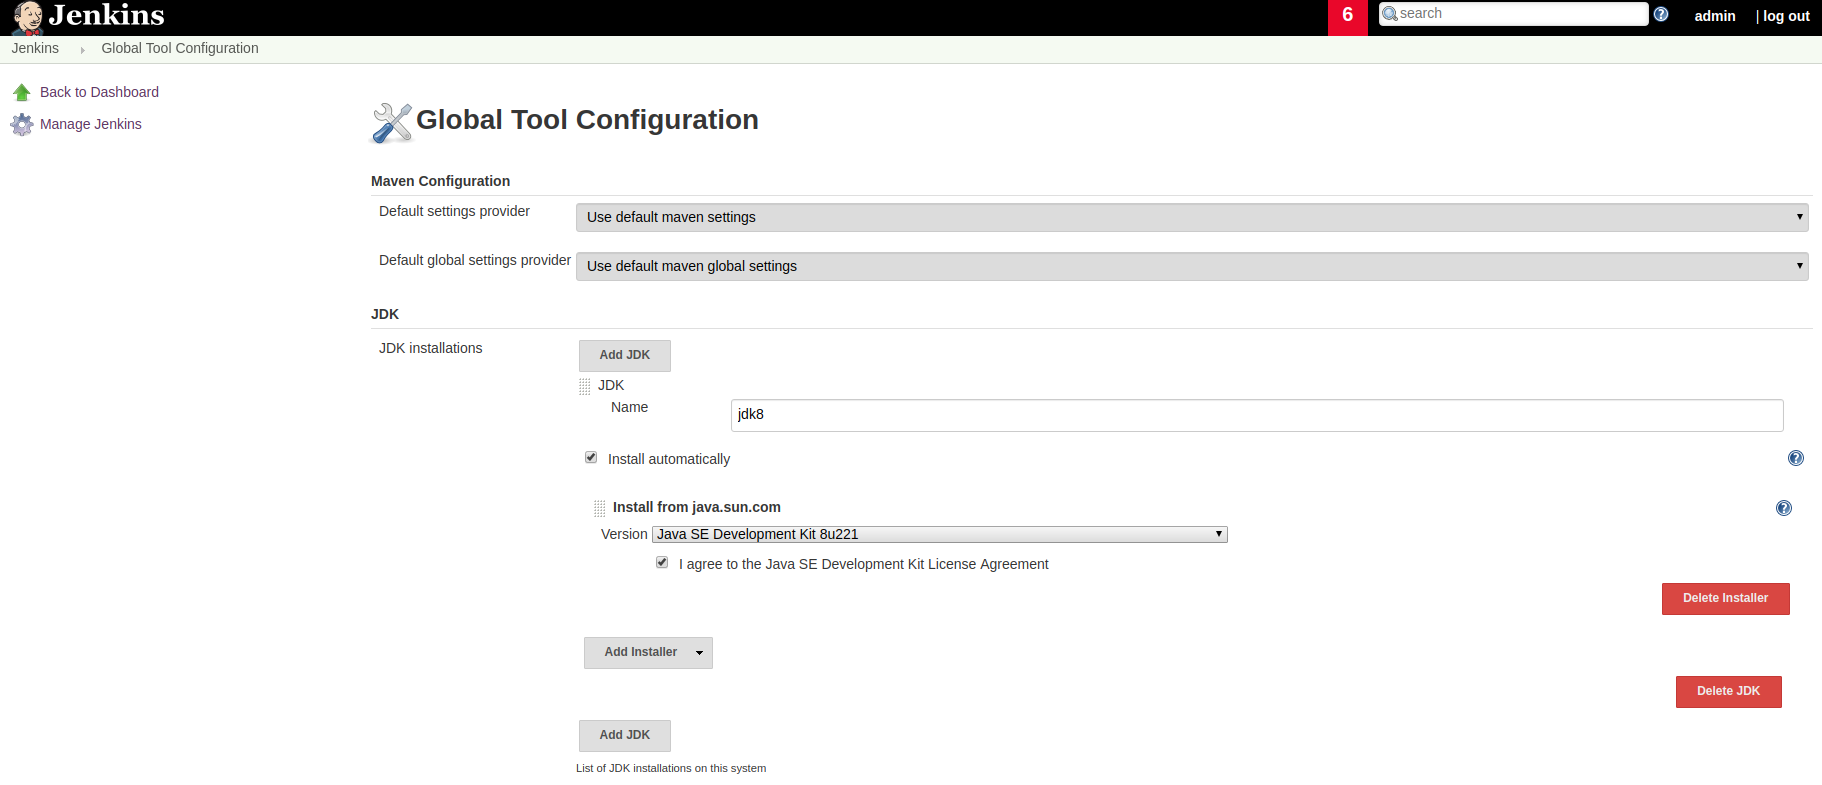 Jenkins
6
search
admin
| log out
Jenkins
Global Tool Configuration
Back to Dashboard
Manage Jenkins
Global Tool Configuration
Maven Configuration
Default settings provider
Use default maven settings
Default global settings provider
Use default maven global settings
JDK
JDK installations
Add JDK
JDK
Name
jdk8
Install automatically
Install from java.sun.com
Version
Java SE Development Kit 8u221
I agree to the Java SE Development Kit License Agreement
Delete Installer
Add Installer
Delete JDK
Add JDK
List of JDK installations on this system